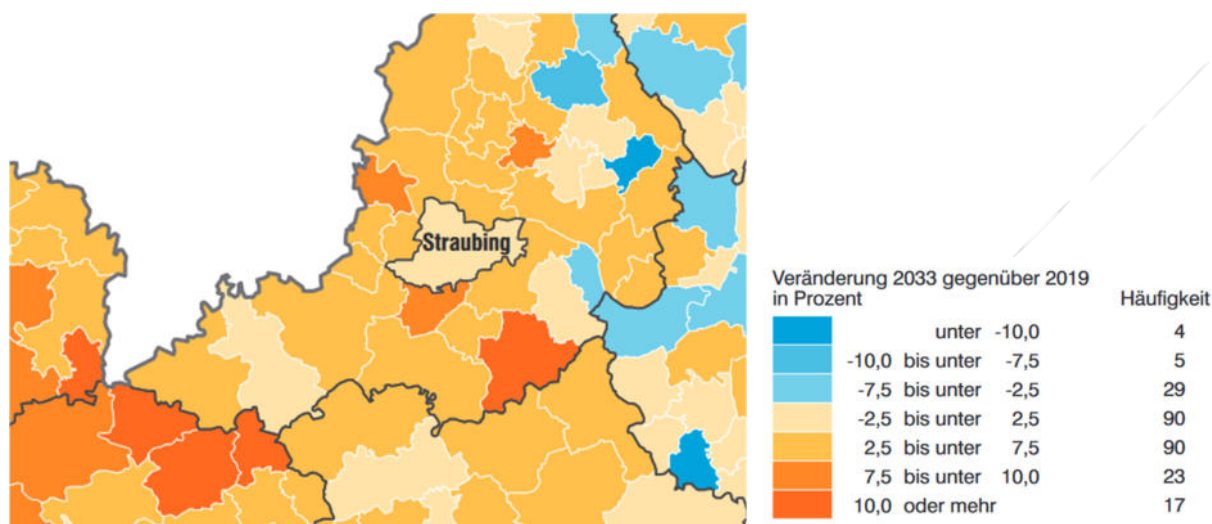 Straubing
Veränderung 2033 gegenüber 2019
in Prozent Häufigkeit
unter -10,0 4
-10,0 bis unter -7,5 5
-7,5 bis unter -2,5 29
-2,5 bis unter 2,5 90
2,5 bis unter 7,5 90
7,5 bis unter 10,0 23
10,0 oder mehr 17